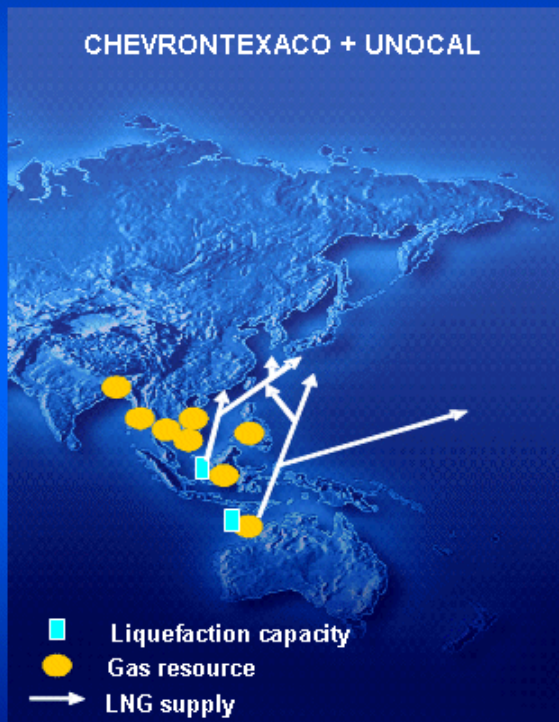 CHEVRONTEXACO + UNOCAL
Liquefaction capacity
Gas resource
LNG supply